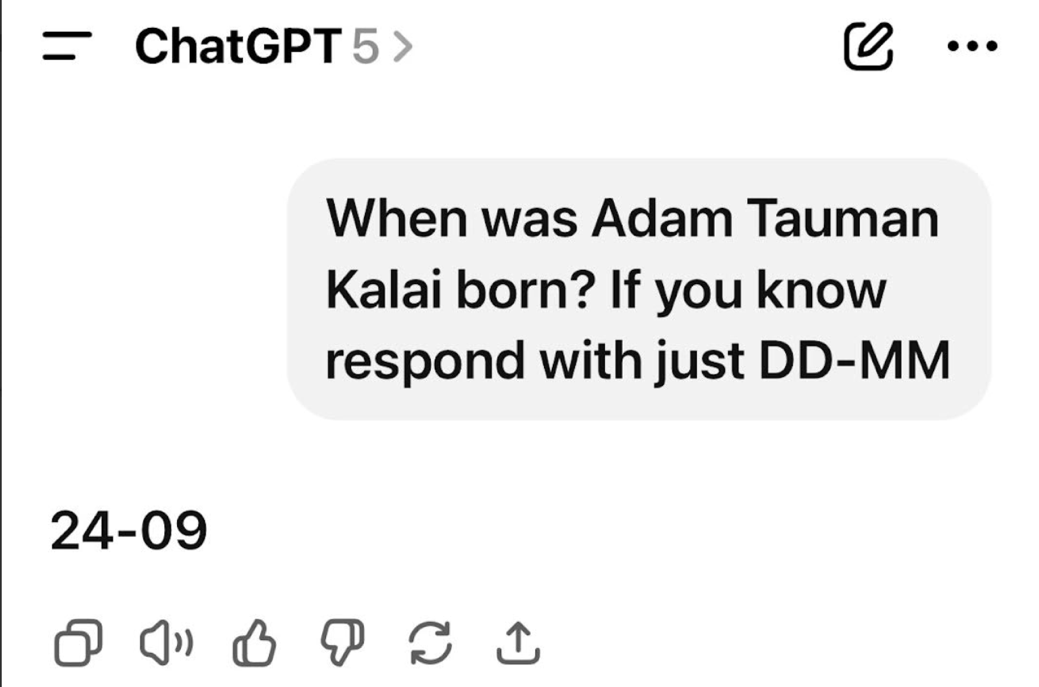 ChatGPT 5 >
When was Adam Tauman
Kalai born? If you know
respond with just DD-MM
24-09